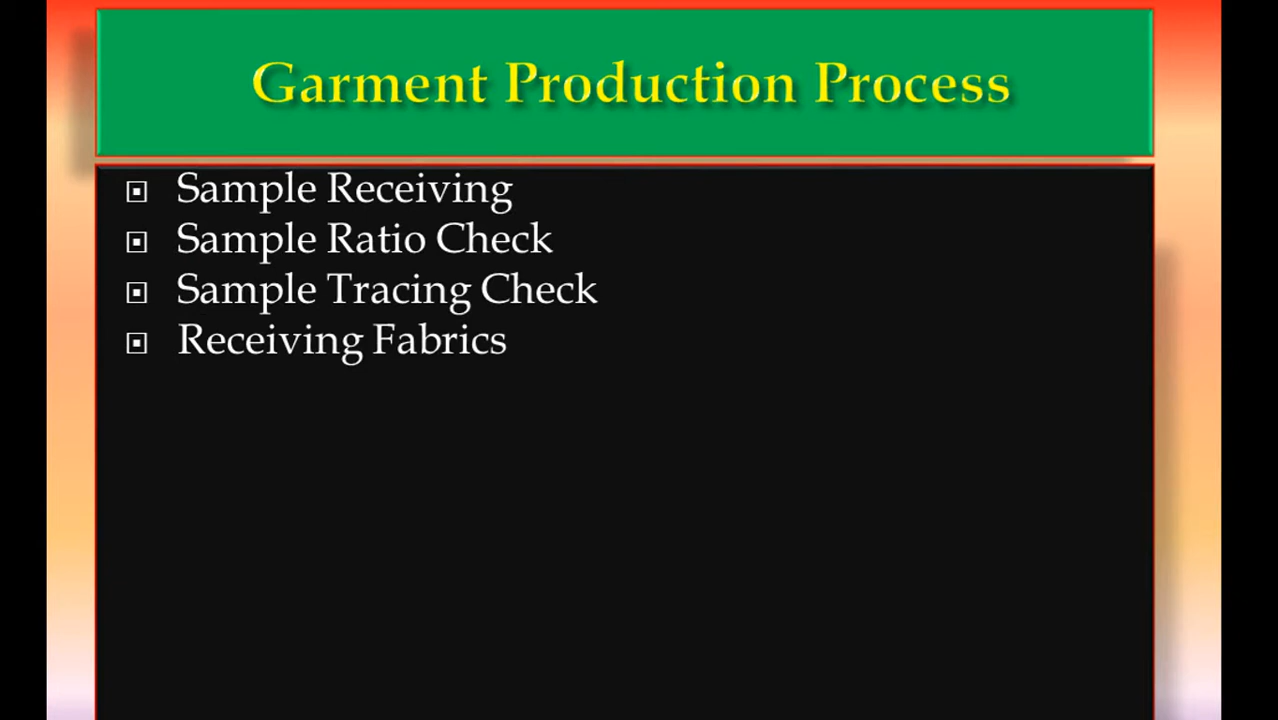 Garment Production Process
Sample Receiving
Sample Ratio Check
Sample Tracing Check
Receiving Fabrics